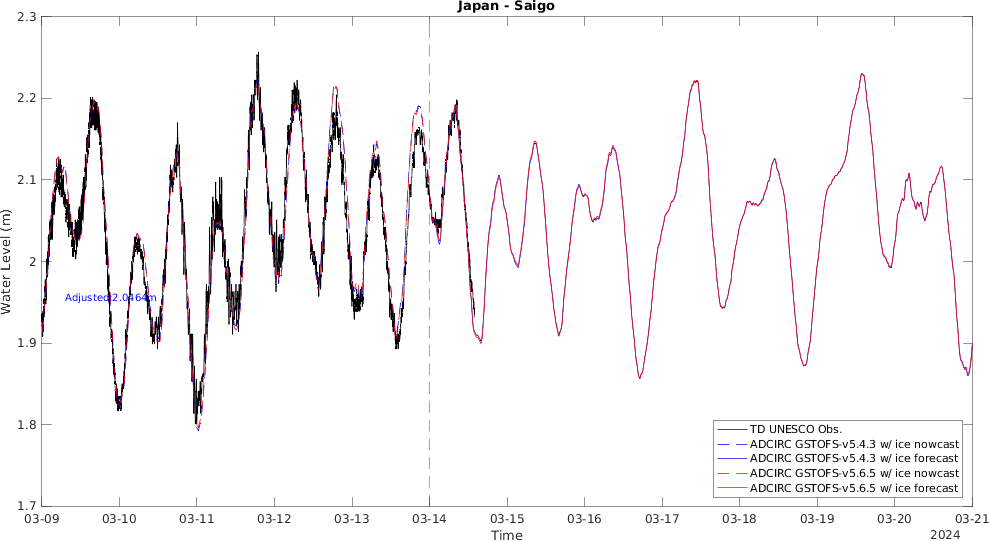 Japan - Saigo
2.3
2.2
2.1
2
1.9
1.8
1.7
Water Level (m)
Adjusted:2.0464m
TD UNESCO Obs.
ADCIRC GSTOFS-v5.4.3 w/ ice nowcast
ADCIRC GSTOFS-v5.4.3 w/ ice forecast
ADCIRC GSTOFS-v5.6.5 w/ ice nowcast
ADCIRC GSTOFS-v5.6.5 w/ ice forecast
03-09 03-10 03-11 03-12 03-13 03-14 03-15 03-16 03-17 03-18 03-19 03-20 03-21
Time
2024